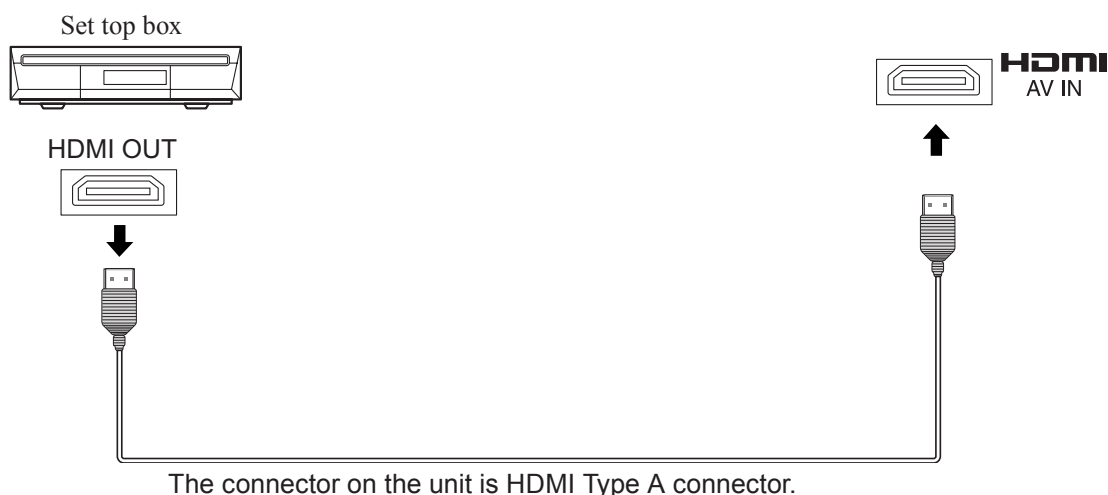 Set top box
HDMI
AV IN
HDMI OUT
The connector on the unit is HDMI Type A connector.